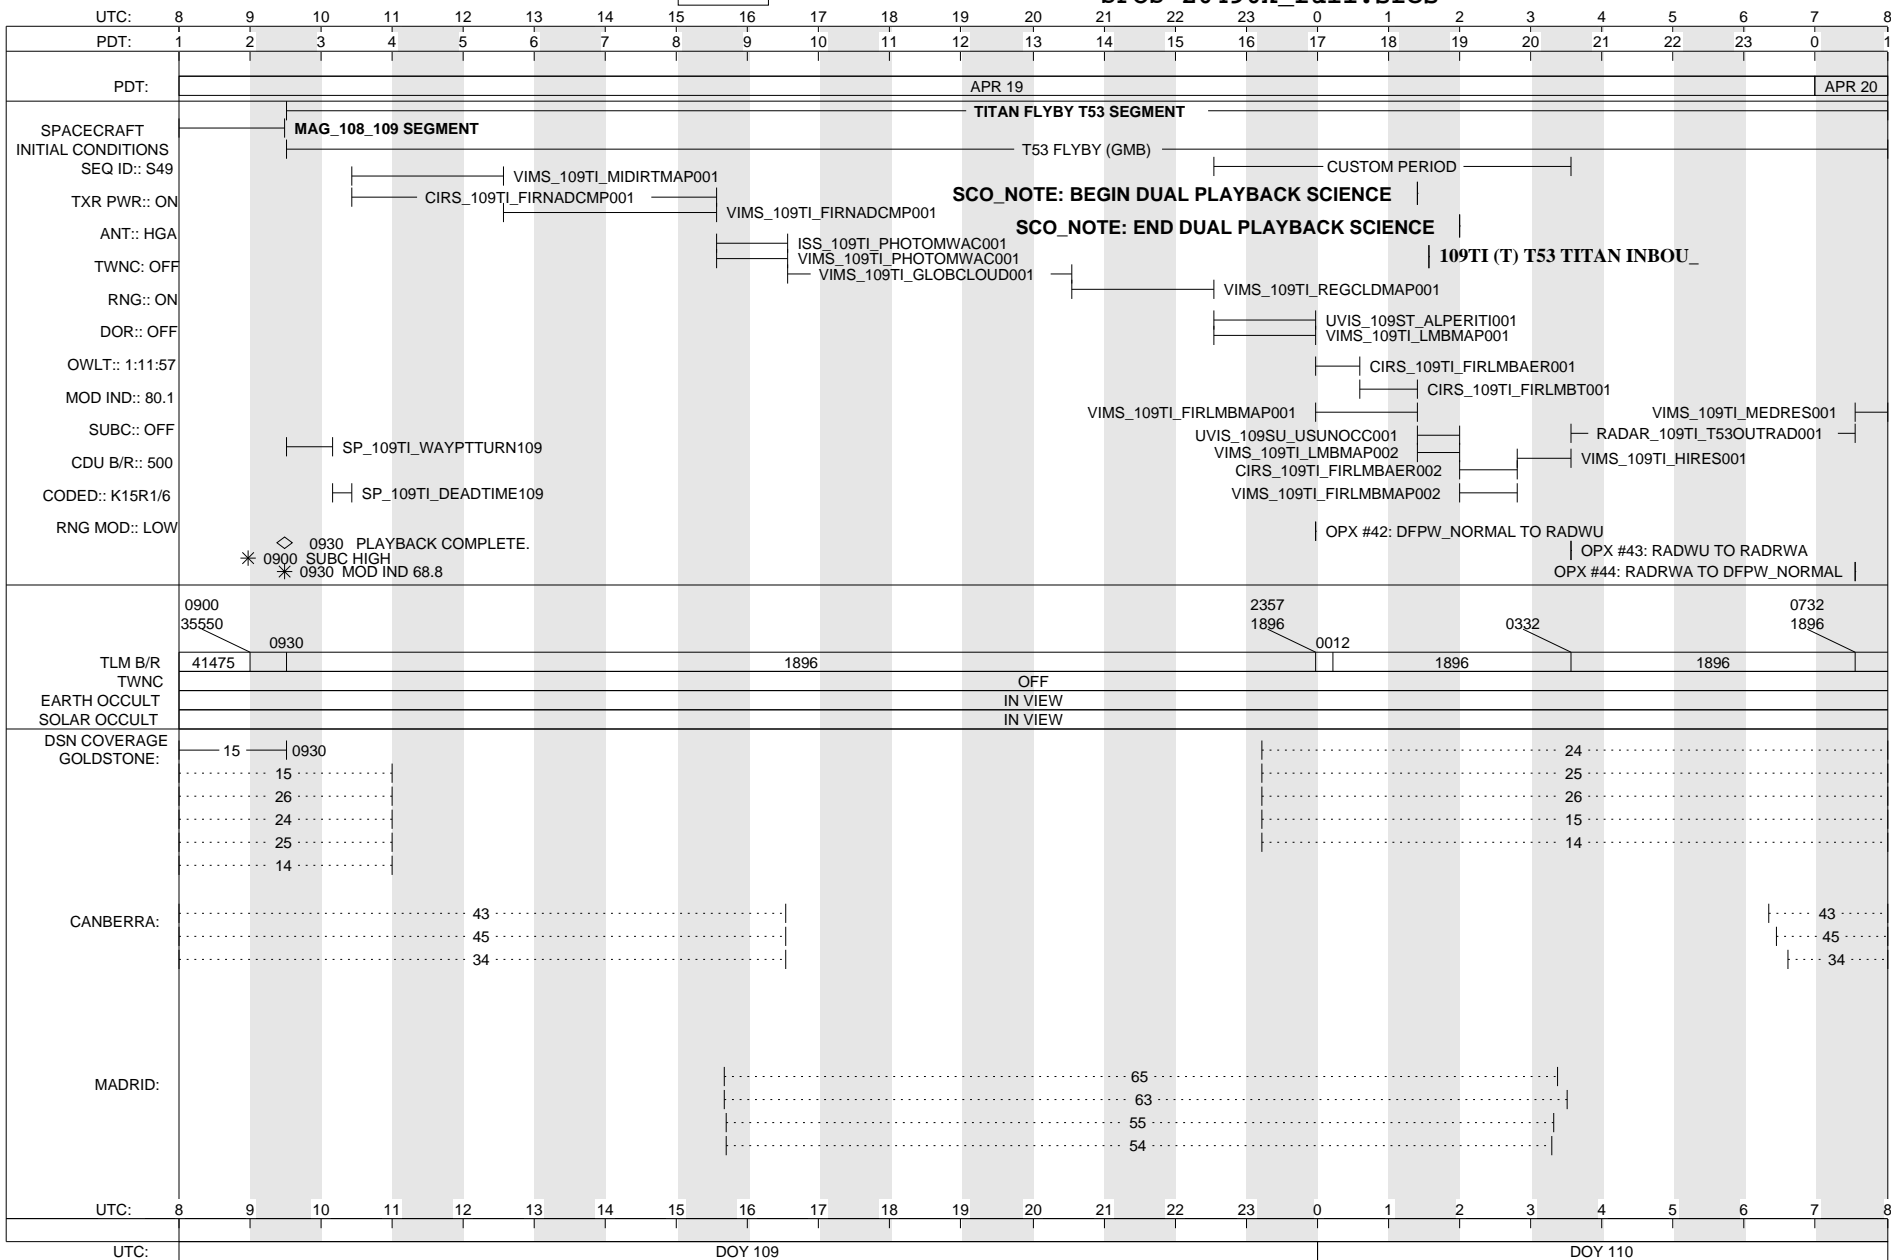 UTC: 8 9 10 11 12 13 14 15 16 17 18 19 20 21 22 23 0 1 2 3 4 5 6 7 8
PDT: 1 2 3 4 5 6 7 8 9 10 11 12 13 14 15 16 17 18 19 20 21 22 23 0 1
PDT: APR 19 APR 20
TITAN FLYBY T53 SEGMENT
SPACECRAFT
MAG_108_109 SEGMENT
INITIAL CONDITIONS
T53 FLYBY (GMB)
SEQ ID:: S49
CUSTOM PERIOD
VIMS_109TI_MIDIRTMAP001
TXR PWR:: ON
CIRS_109TI_FIRNADCMP001
SCO_NOTE: BEGIN DUAL PLAYBACK SCIENCE
VIMS_109TI_FIRNADCMP001
ANT:: HGA
SCO_NOTE: END DUAL PLAYBACK SCIENCE
ISS_109TI_PHOTOMWAC001
VIMS_109TI_PHOTOMWAC001
109TI (T) T53 TITAN INBOU_
TWNC: OFF
VIMS_109TI_GLOBCLOUD001
VIMS_109TI_REGCLDMAP001
RNG:: ON
UVIS_109ST_ALPERITI001
DOR:: OFF
VIMS_109TI_LMBMAP001
OWLT:: 1:11:57
CIRS_109TI_FIRLMBAER001
CIRS_109TI_FIRLMBT001
MOD IND:: 80.1
VIMS_109TI_FIRLMBMAP001
VIMS_109TI_MEDRES001
SUBC:: OFF
UVIS_109SU_USUNOCC001
RADAR_109TI_T53OUTRAD001
SP_109TI_WAYPTTURN109
VIMS_109TI_LMBMAP002
VIMS_109TI_HIRES001
CDU B/R:: 500
CIRS_109TI_FIRLMBAER002
CODED:: K15R1/6
SP_109TI_DEADTIME109
VIMS_109TI_FIRLMBMAP002
RNG MOD:: LOW
OPX #42: DFPW_NORMAL TO RADWU
0930 PLAYBACK COMPLETE.
OPX #43: RADWU TO RADRWA
0900 SUBC HIGH
0930 MOD IND 68.8
OPX #44: RADRWA TO DFPW_NORMAL
0900 2357 0732
35550 1896 0332 1896
0930 0012
TLM B/R 41475 1896 1896 1896
TWNC OFF
EARTH OCCULT IN VIEW
SOLAR OCCULT IN VIEW
DSN COVERAGE
GOLDSTONE: 15 0930 24
15 25
26 26
24 15
25 14
14
CANBERRA: 43 43
45 45
34 34
MADRID: 65
63
55
54
UTC: 8 9 10 11 12 13 14 15 16 17 18 19 20 21 22 23 0 1 2 3 4 5 6 7 8
UTC: DOY 109 DOY 110